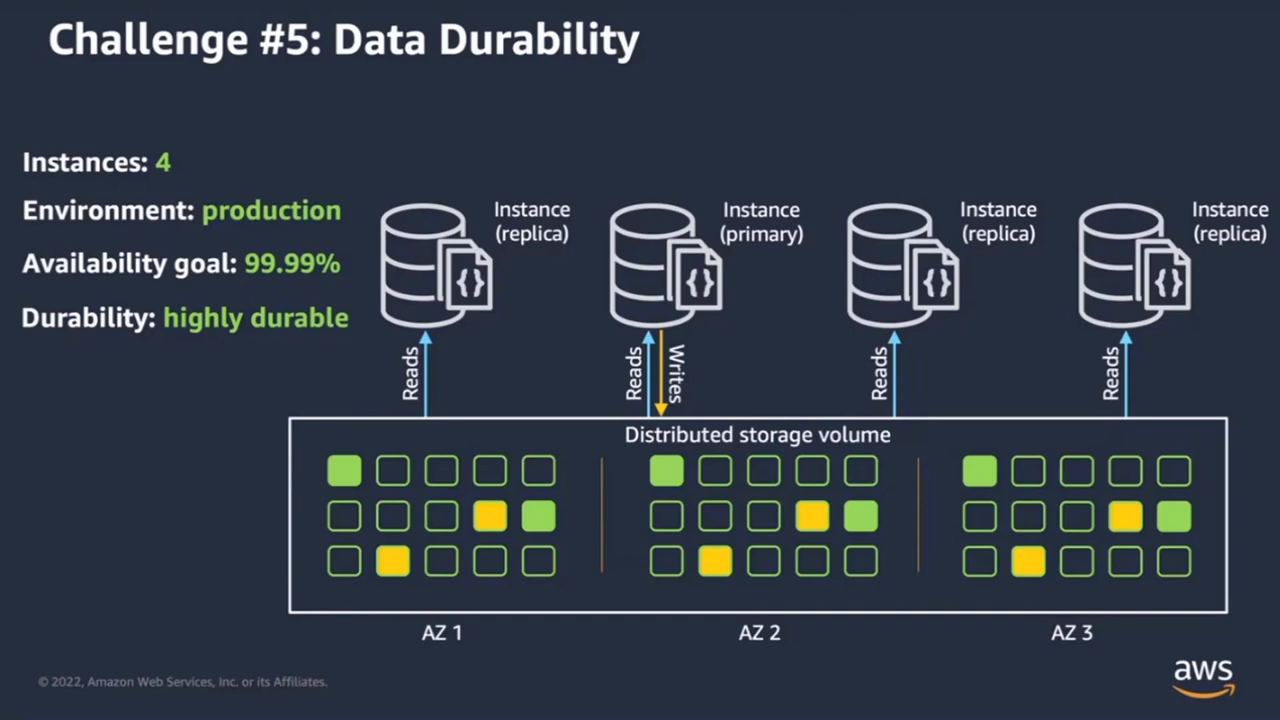 Challenge #5: Data Durability
Instances: 4
Environment: production
Availability goal: 99.99%
Durability: highly durable
Instance
(replica)
Instance
(primary)
Instance
(replica)
Instance
(replica)
{}
{}
{}
{}
Reads
Reads
Writes
Reads
Reads
Distributed storage volume
AZ 1
AZ 2
AZ 3
© 2022, Amazon Web Services, Inc. or its Affiliates.
aws